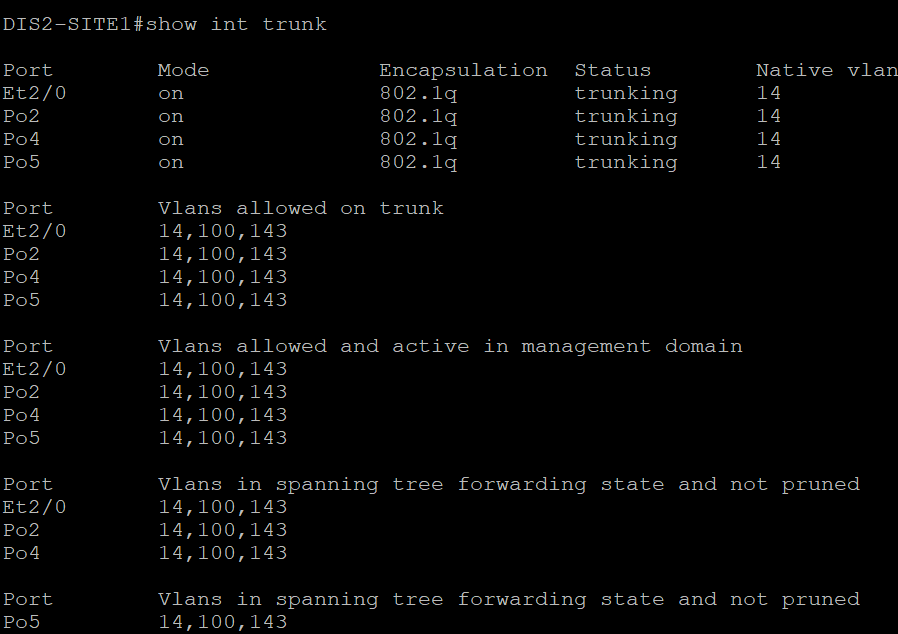 DIS2-SITE1#show int trunk
Port Mode Encapsulation Status Native vlan
Et2/0 on 802.1q trunking 14
Po2 on 802.1q trunking 14
Po4 on 802.1q trunking 14
Po5 on 802.1q trunking 14
Port Vlans allowed on trunk
Et2/0 14,100,143
Po2 14,100,143
Po4 14,100,143
Po5 14,100,143
Port Vlans allowed and active in management domain
Et2/0 14,100,143
Po2 14,100,143
Po4 14,100,143
Po5 14,100,143
Port Vlans in spanning tree forwarding state and not pruned
Et2/0 14,100,143
Po2 14,100,143
Po4 14,100,143
Port Vlans in spanning tree forwarding state and not pruned
Po5 14,100,143